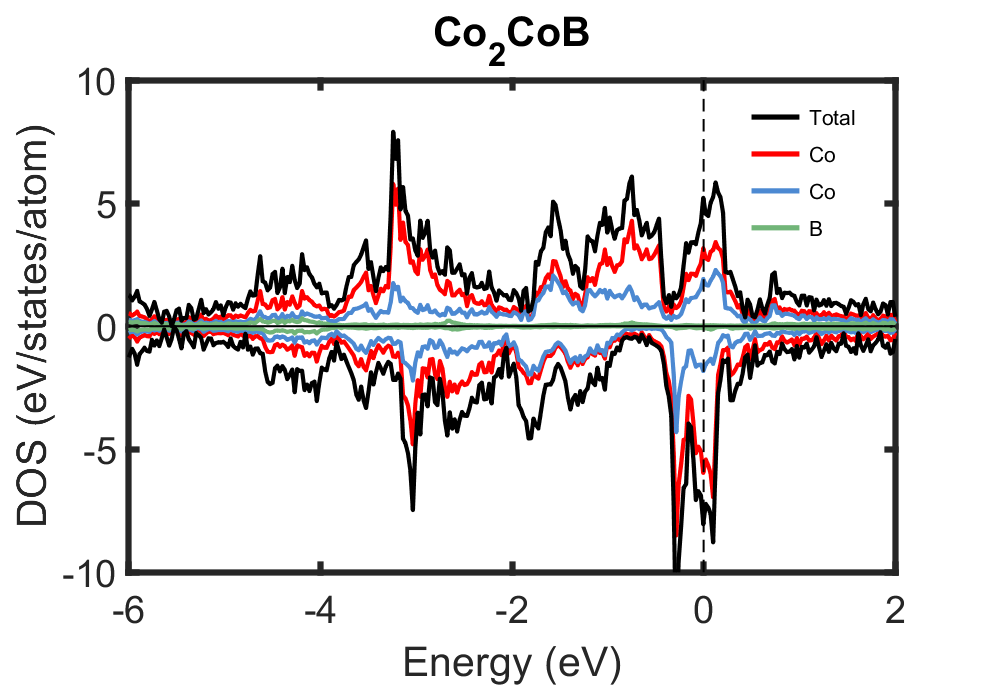 Co2CoB
10
5
0
-5
-10
DOS (eV/states/atom)
Total
Co
Co
B
-6
-4
-2
0
2
Energy (eV)